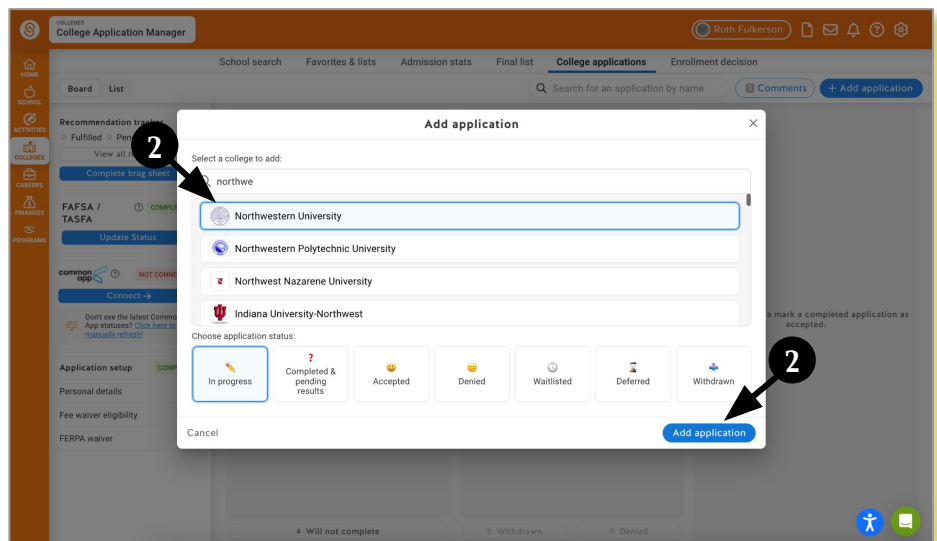 COLLEGES
College Application Manager
Ruth Fulkerson
HOME
SCHOOL
ACTIVITIES
COLLEGES
CAREERS
FINANCES
PROGRAMS
School search
Favorites & lists
Admission stats
Final list
College applications
Enrollment decision
Board
List
Search for an application by name
Comments
+ Add application
Recommendation tracker
0 Fulfilled
0 Pen
View all r
Complete brag sheet
FAFSA /
TASFA
COMPLE
Update Status
common
app
NOT CONNE
Connect →
Don't see the latest Commo
App statuses? Click here to
manually refresh!
Application setup
COMP
Personal details
Fee waiver eligibility
FERPA waiver
Add application
2
Select a college to add:
northwe
Northwestern University
Northwestern Polytechnic University
Northwest Nazarene University
Indiana University-Northwest
Choose application status:
In progress
?
Completed &
pending
results
Accepted
Denied
Waitlisted
Deferred
Withdrawn
2
Cancel
Add application
a mark a completed application as
accepted.
4 Will not complete
0 Withdrawn
0 Denied